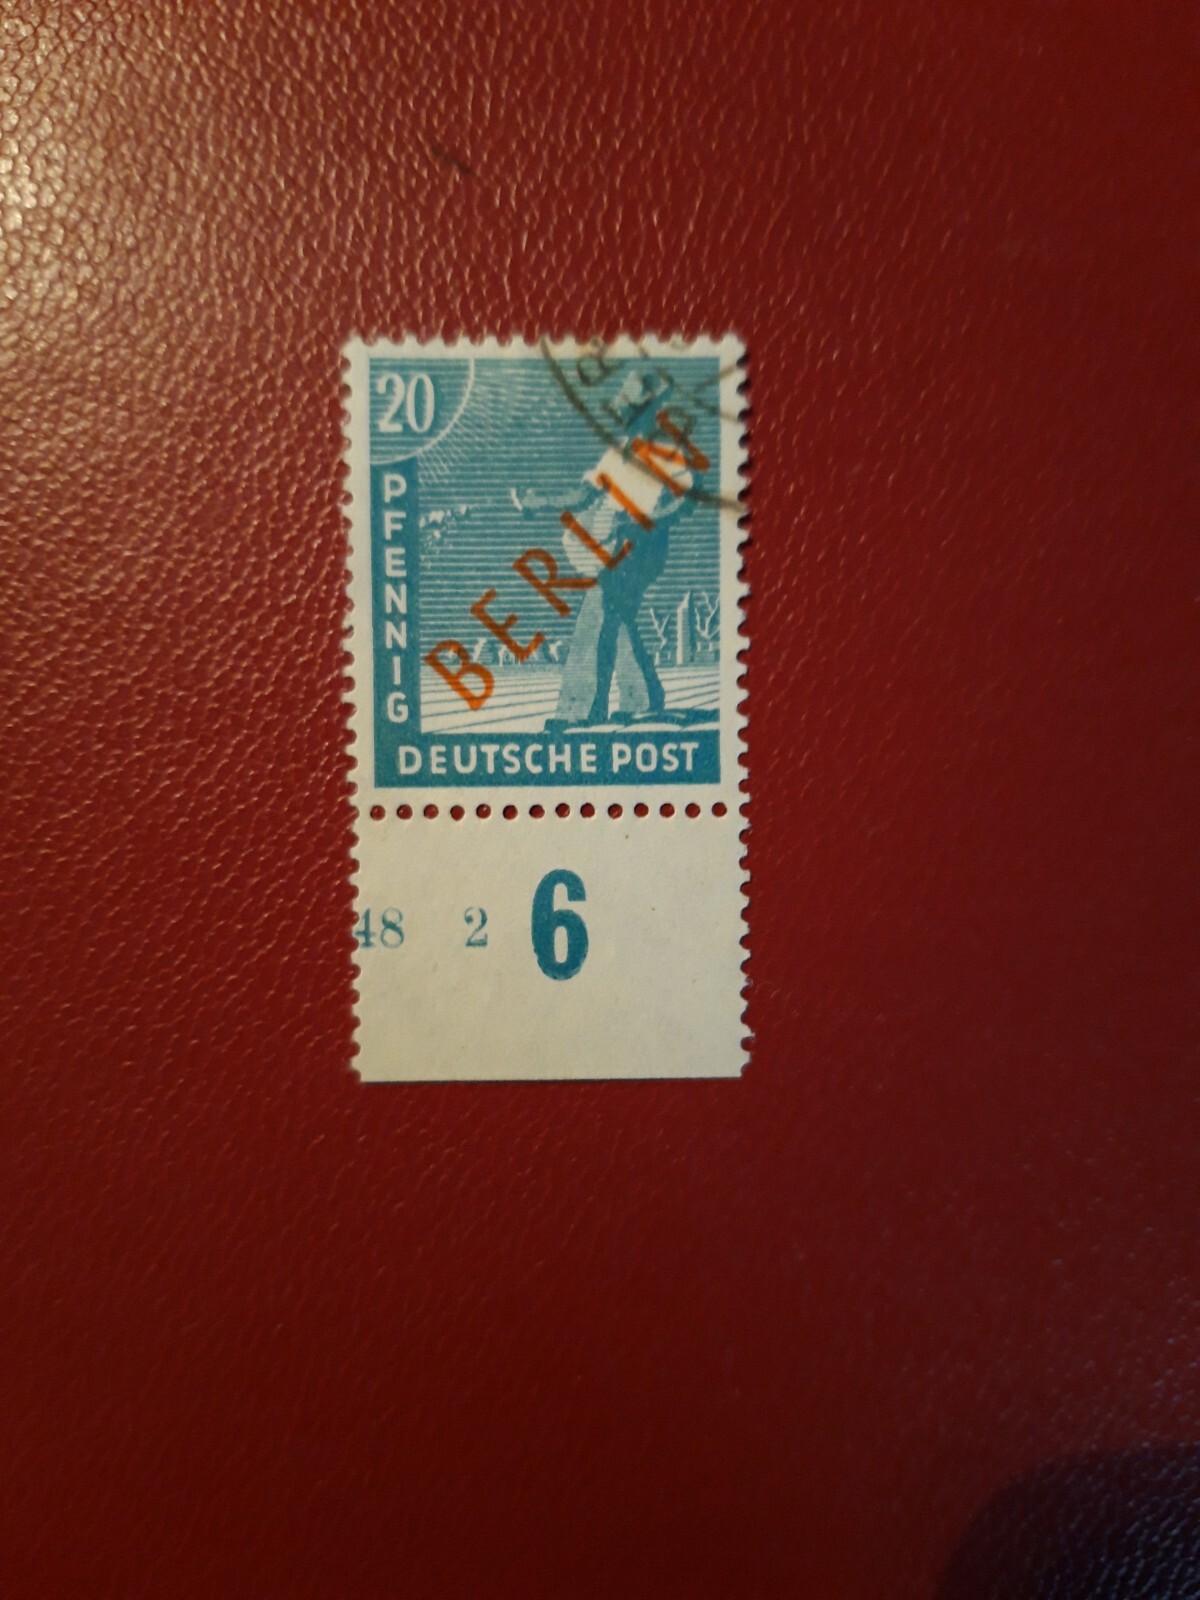 20
PFENNIG
BERLIN
DEUTSCHE POST
48 2 6